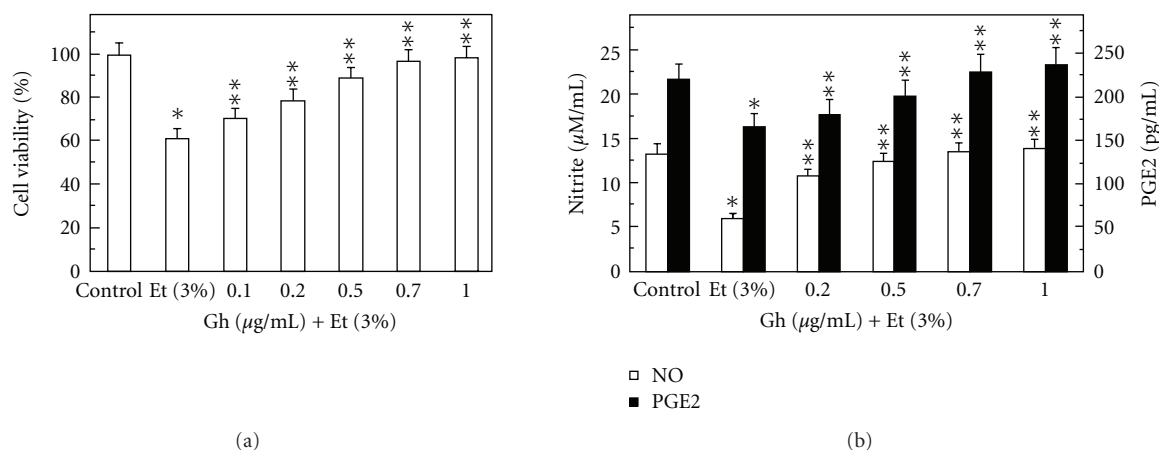 Cell viability (%)
100
80
60
40
20
0
* ** ** ** ** **
Control Et (3%) 0.1 0.2 0.5 0.7 1
Gh (µg/mL) + Et (3%)
(a)
Nitrite (µM/mL)
25
20
15
10
5
0
* * ** ** ** ** ** ** ** **
PGE2 (pg/mL)
250
200
150
100
50
0
Control Et (3%) 0.2 0.5 0.7 1
Gh (µg/mL) + Et (3%)
NO
PGE2
(b)